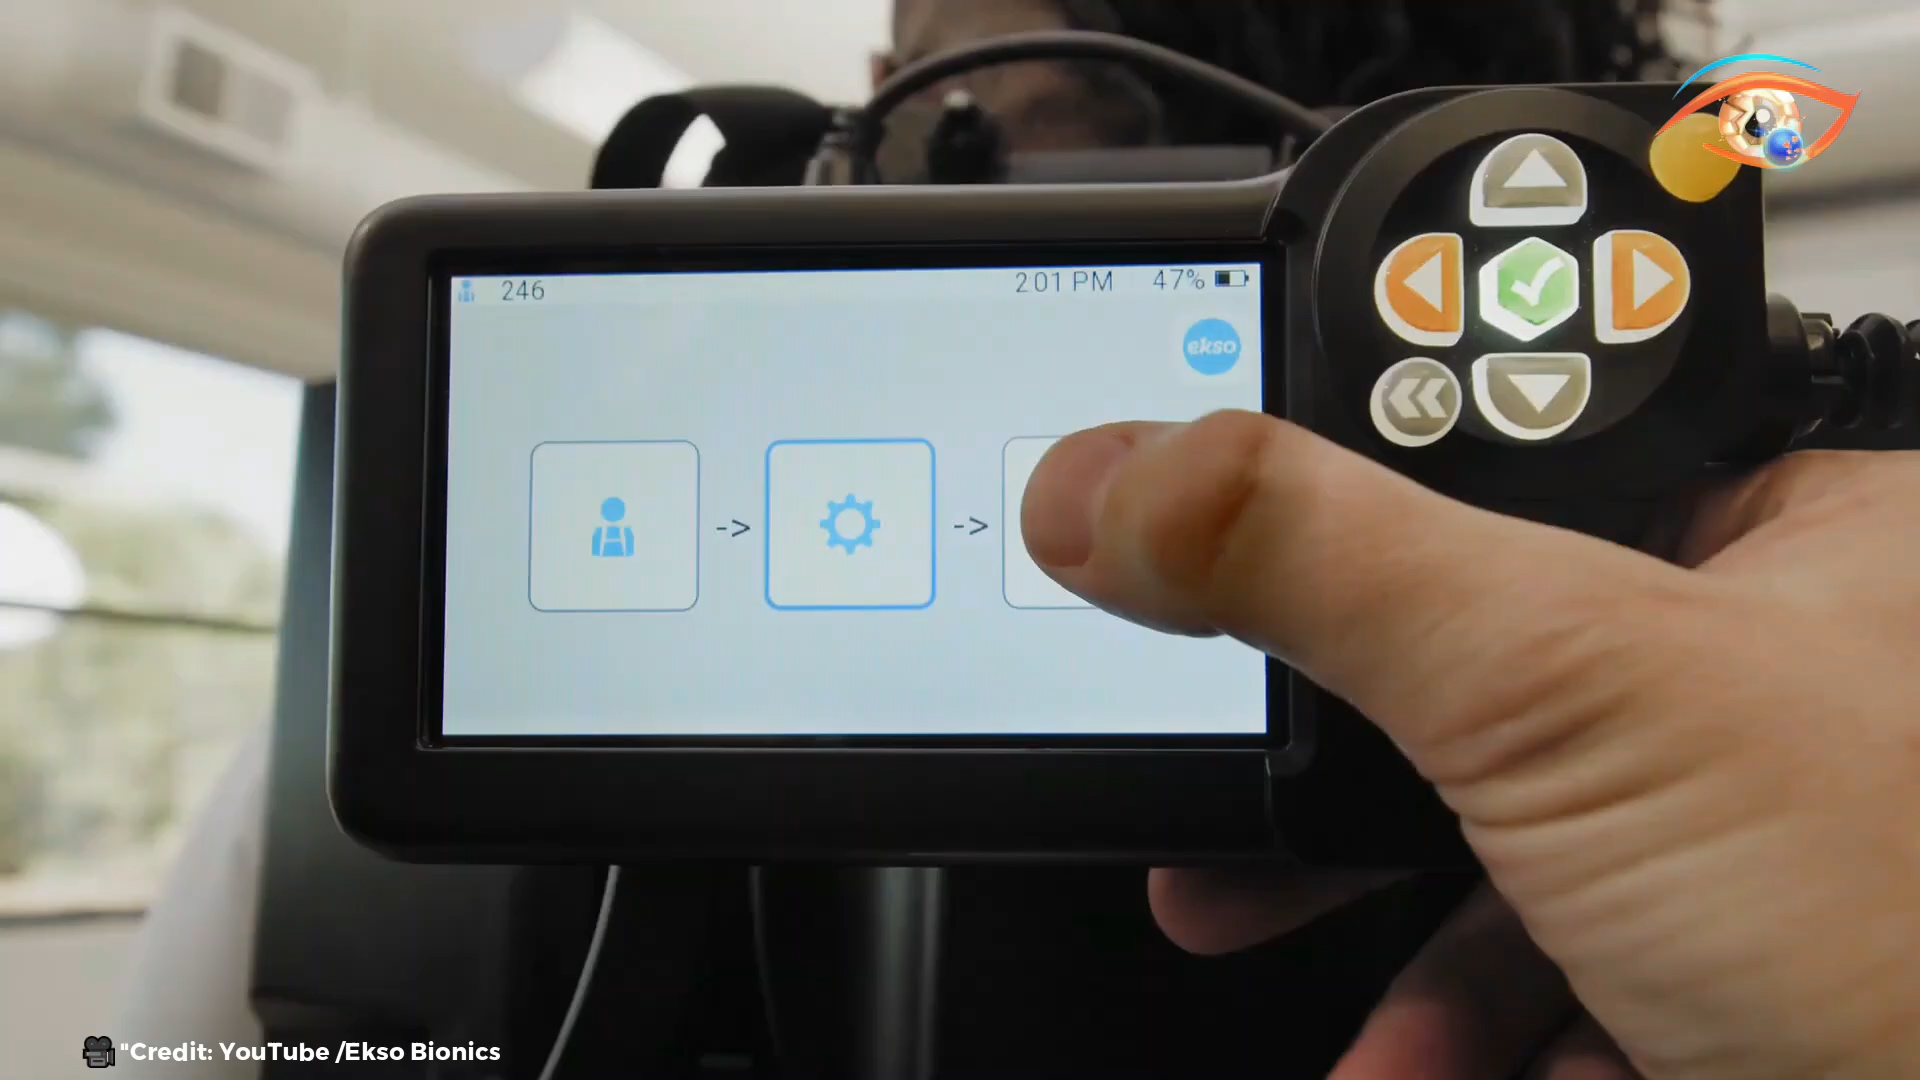 246 2:01 PM 47%
ekso
-> ->
"Credit: YouTube /Ekso Bionics